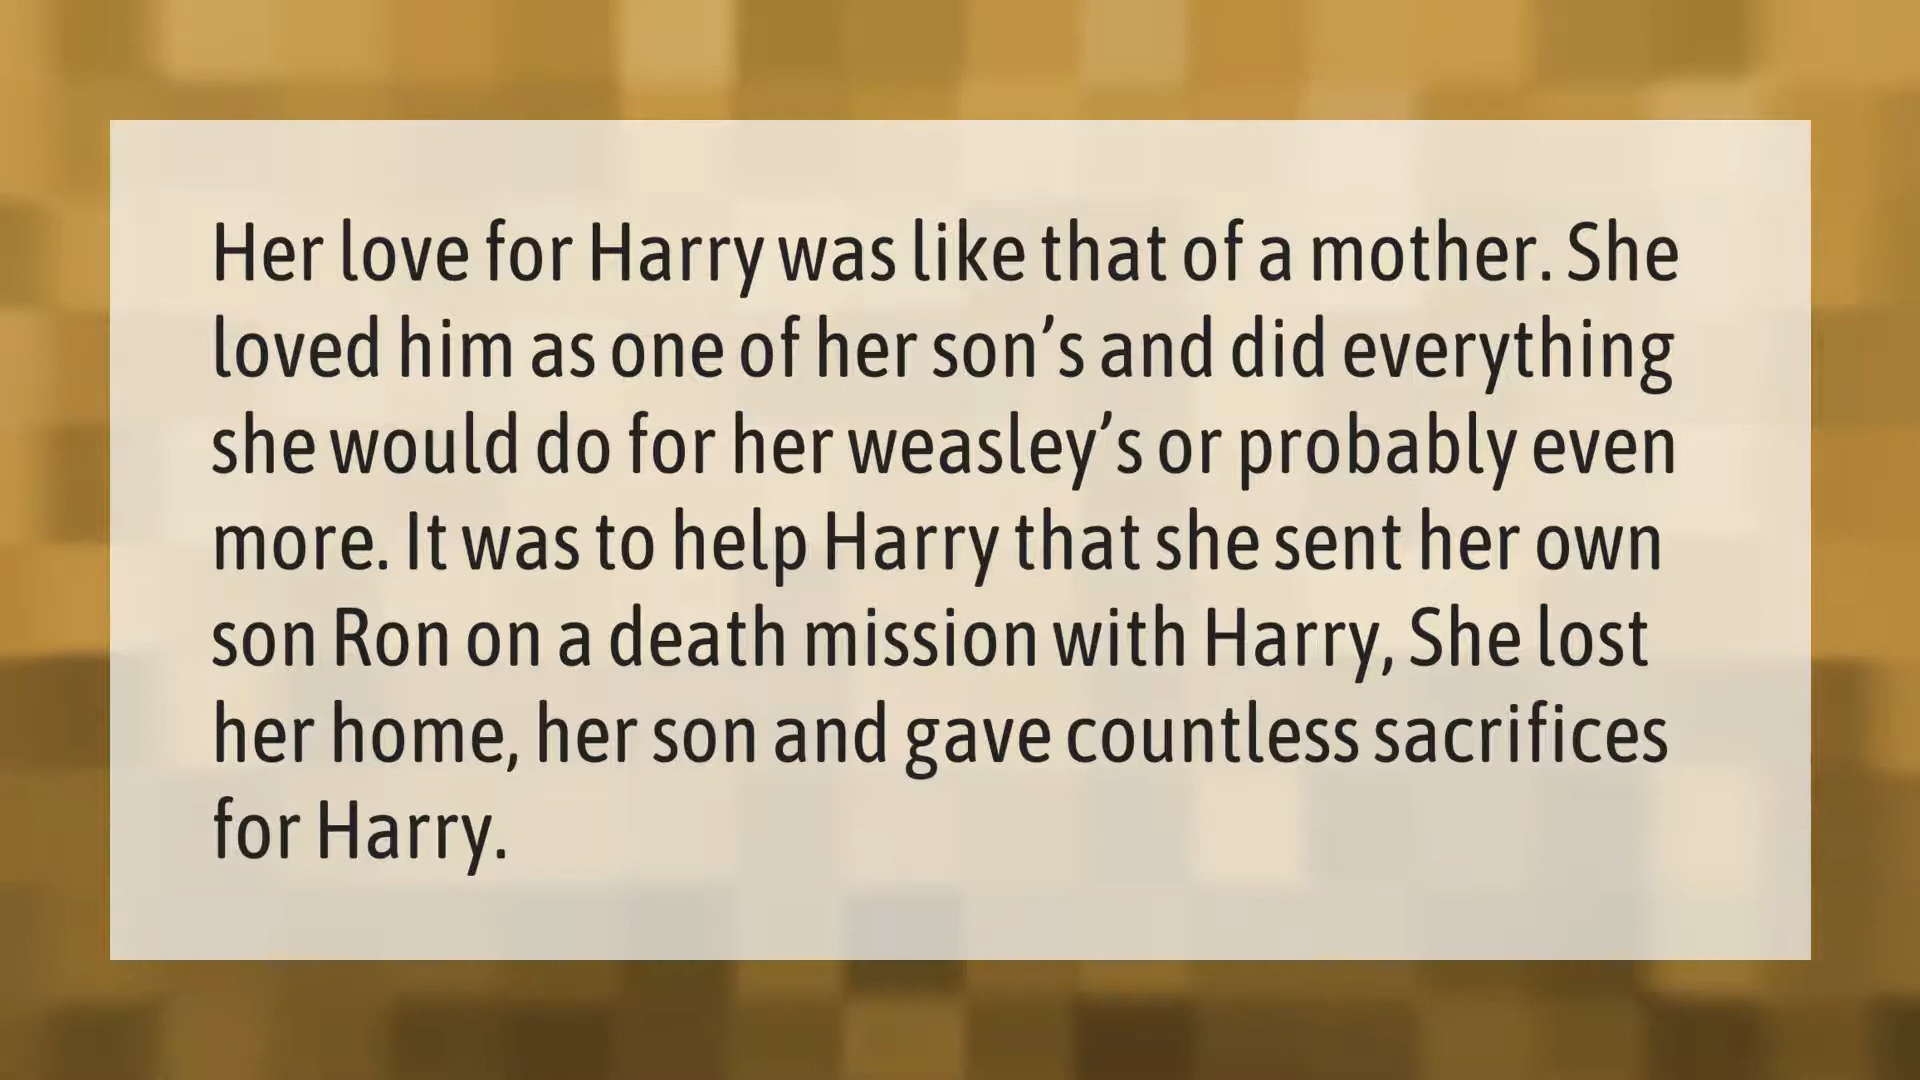 Her love for Harry was like that of a mother. She
loved him as one of her son’s and did everything
she would do for her weasley’s or probably even
more. It was to help Harry that she sent her own
son Ron on a death mission with Harry, She lost
her home, her son and gave countless sacrifices
for Harry.